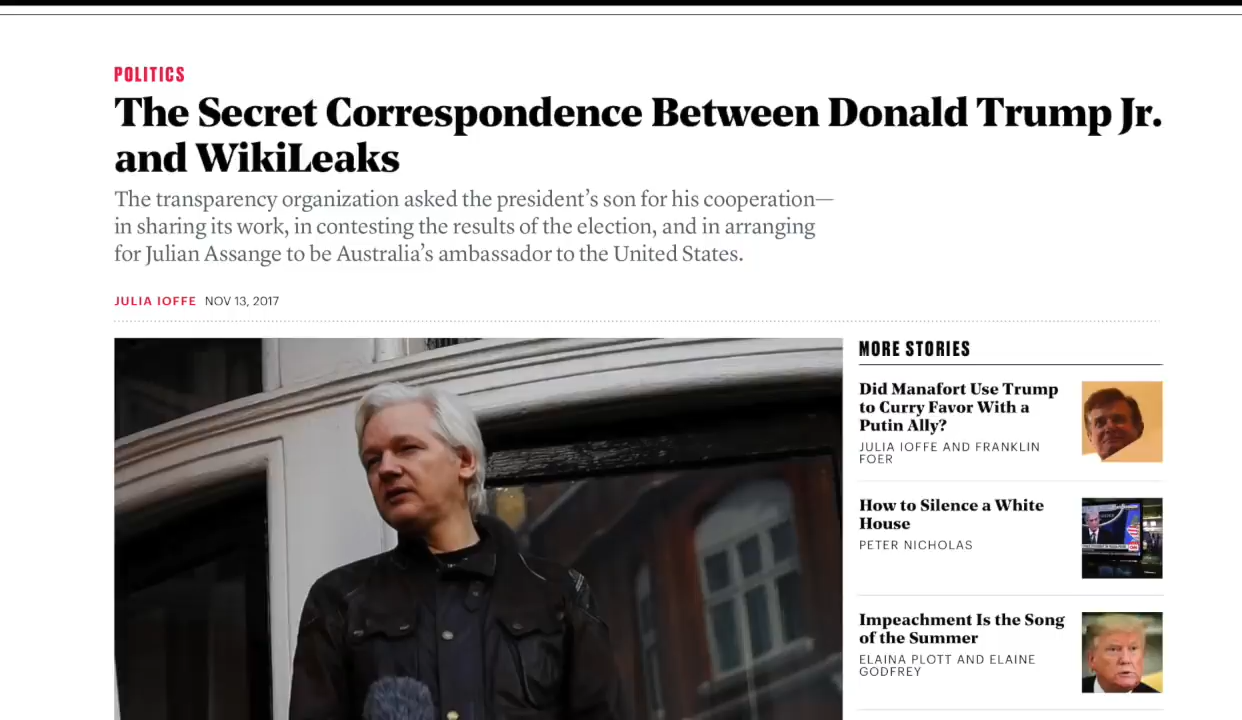 POLITICS
The Secret Correspondence Between Donald Trump Jr.
and WikiLeaks
The transparency organization asked the president’s son for his cooperation—
in sharing its work, in contesting the results of the election, and in arranging
for Julian Assange to be Australia’s ambassador to the United States.
JULIA IOFFE NOV 13, 2017
MORE STORIES
Did Manafort Use Trump
to Curry Favor With a
Putin Ally?
JULIA IOFFE AND FRANKLIN
FOER
How to Silence a White
House
PETER NICHOLAS
Impeachment Is the Song
of the Summer
ELAINA PLOTT AND ELAINE
GODFREY